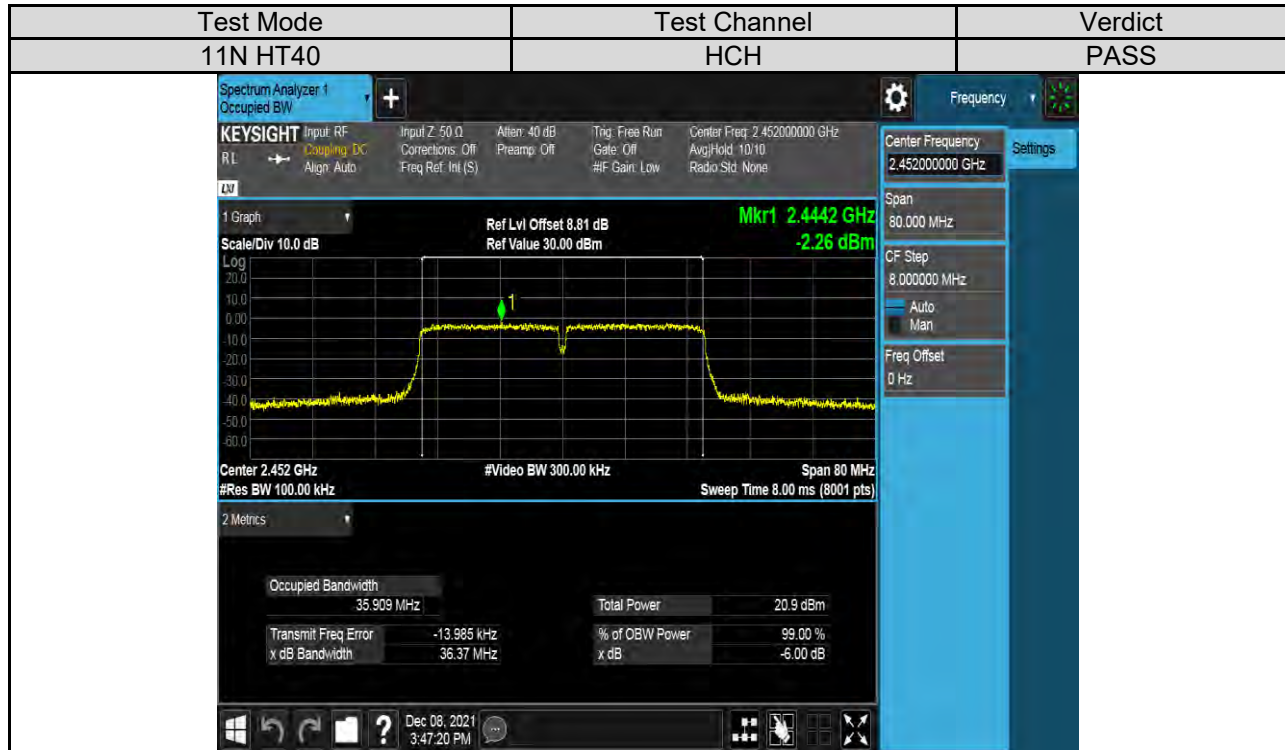 Test Mode Test Channel Verdict
11N HT40 HCH PASS
Spectrum Analyzer 1
Occupied BW
+
Frequency
KEYSIGHT Input: RF Input Z: 50 Ω Atten: 40 dB Trig: Free Run Center Freq: 2.452000000 GHz
R L Coupling: DC Corrections: Off Preamp: Off Gate: Off Avg|Hold: 10/10
Align: Auto Freq Ref: Int (S) #IF Gain: Low Radio Std: None
LXI
Center Frequency
2.452000000 GHz
Settings
Span
80.000 MHz
CF Step
8.000000 MHz
Auto
Man
Freq Offset
0 Hz
1 Graph Ref Lvl Offset 8.81 dB Mkr1 2.4442 GHz
Scale/Div 10.0 dB Ref Value 30.00 dBm -2.26 dBm
Log
20.0
10.0
1
0.00
-10.0
-20.0
-30.0
-40.0
-50.0
-60.0
Center 2.452 GHz #Video BW 300.00 kHz Span 80 MHz
#Res BW 100.00 kHz Sweep Time 8.00 ms (8001 pts)
2 Metrics
Occupied Bandwidth
35.909 MHz Total Power 20.9 dBm
Transmit Freq Error -13.985 kHz % of OBW Power 99.00 %
x dB Bandwidth 36.37 MHz x dB -6.00 dB
? Dec 08, 2021
3:47:20 PM